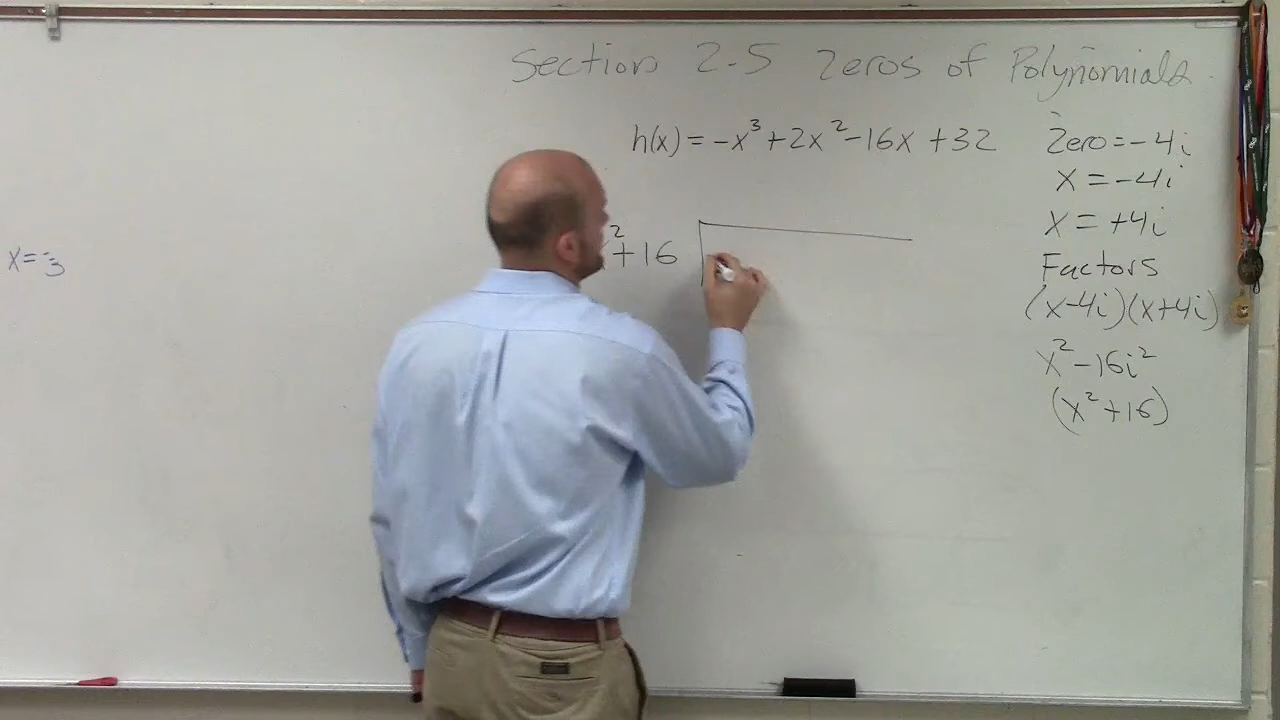 Section 2.5 Zeros of Polynomials
h(x) = -x³ + 2x² - 16x + 32
Zero = -4i
x = -4i
x = +4i
Factors
(x-4i)(x+4i)
x² - 16i²
(x² + 16)
x² + 16
x = -3